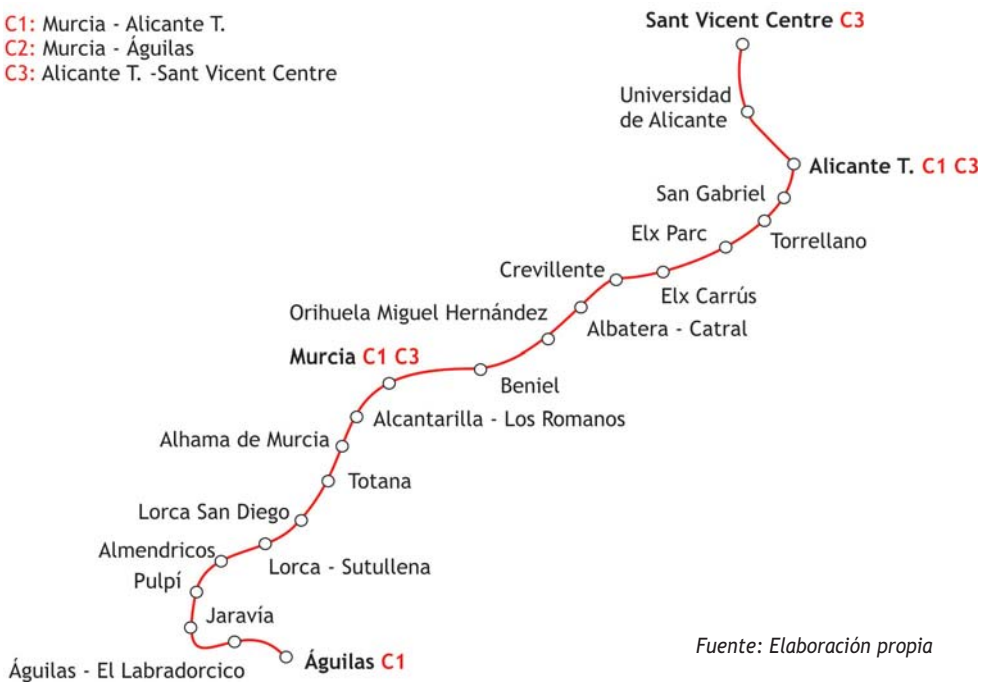 C1: Murcia - Alicante T.
C2: Murcia - Águilas
C3: Alicante T. -Sant Vicent Centre
Sant Vicent Centre C3
Universidad
de Alicante
Alicante T. C1 C3
San Gabriel
Torrellano
Elx Parc
Elx Carrús
Crevillente
Albatera - Catral
Orihuela Miguel Hernández
Beniel
Murcia C1 C3
Alcantarilla - Los Romanos
Alhama de Murcia
Totana
Lorca San Diego
Lorca - Sutullena
Almendricos
Pulpí
Jaravía
Águilas - El Labradorcico
Águilas C1
Fuente: Elaboración propia